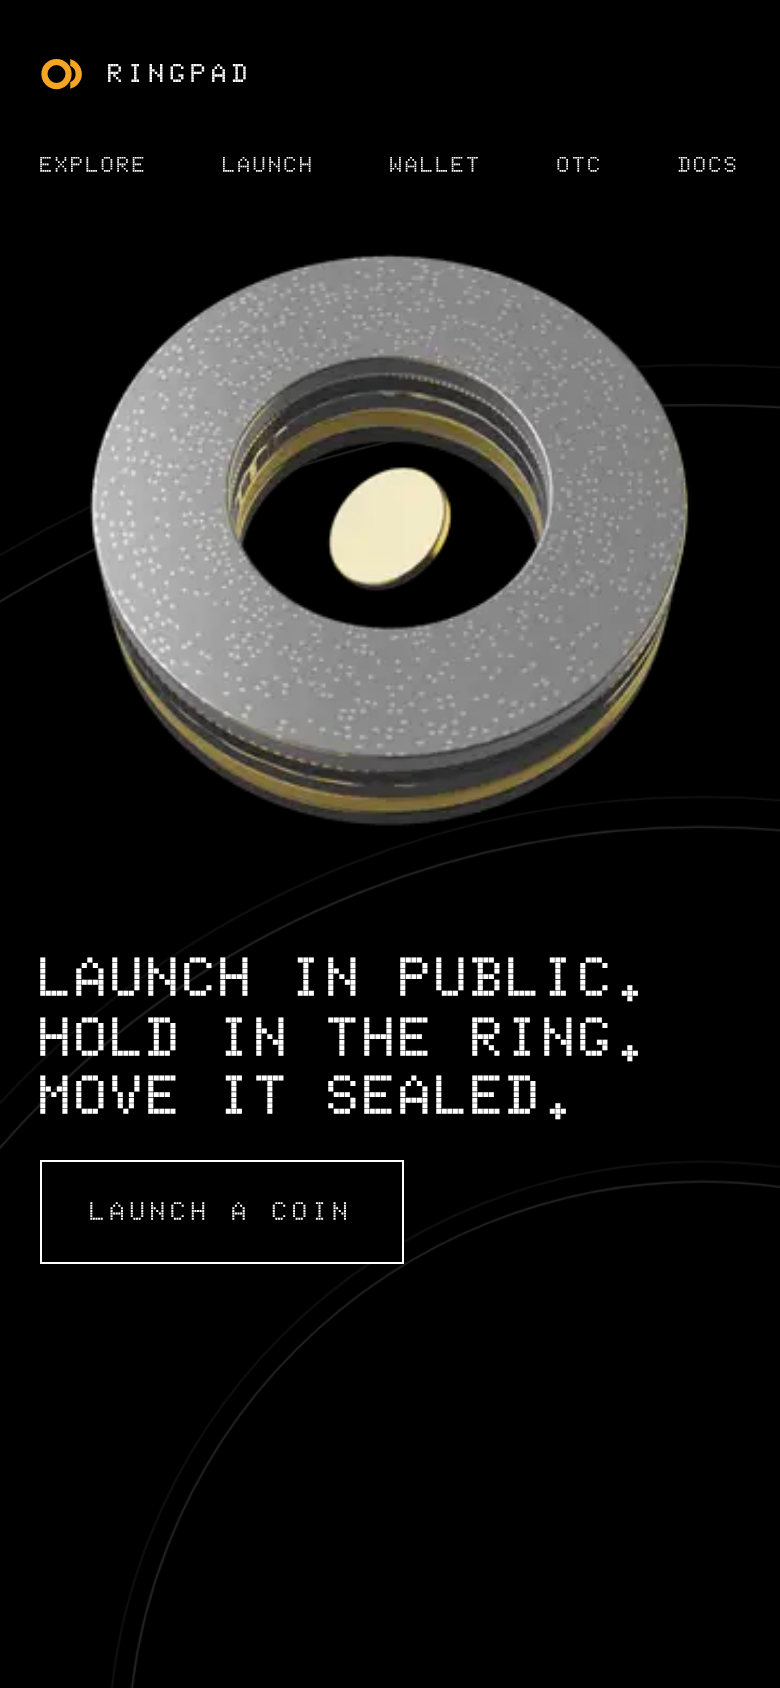 RINGPAD
EXPLORE LAUNCH WALLET OTC DOCS
LAUNCH IN PUBLIC.
HOLD IN THE RING.
MOVE IT SEALED.
LAUNCH A COIN